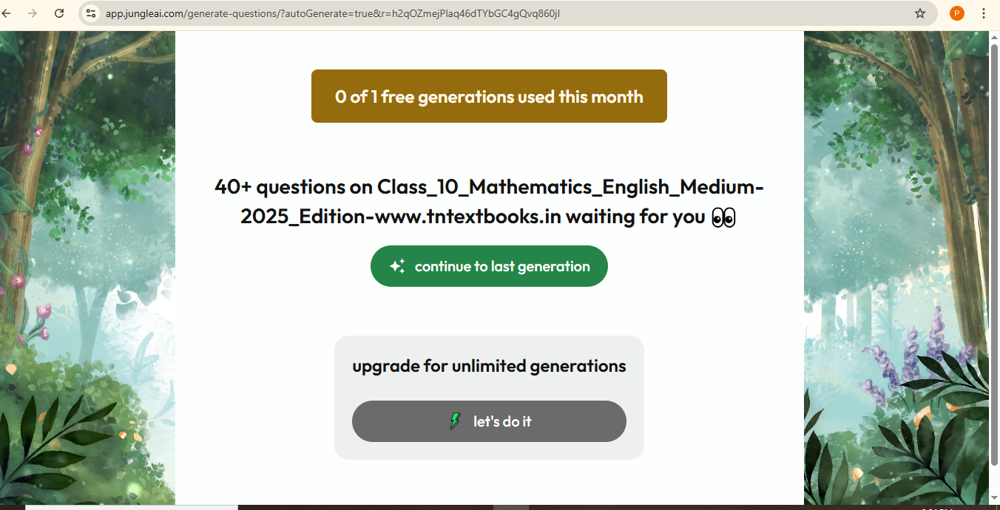 app.jungleai.com/generate-questions/?autoGenerate=true&r=h2qOZmejPlaq46dTYbGC4gQvq860jl
P
0 of 1 free generations used this month
40+ questions on Class_10_Mathematics_English_Medium-
2025_Edition-www.tntextbooks.in waiting for you 👀
continue to last generation
upgrade for unlimited generations
let's do it